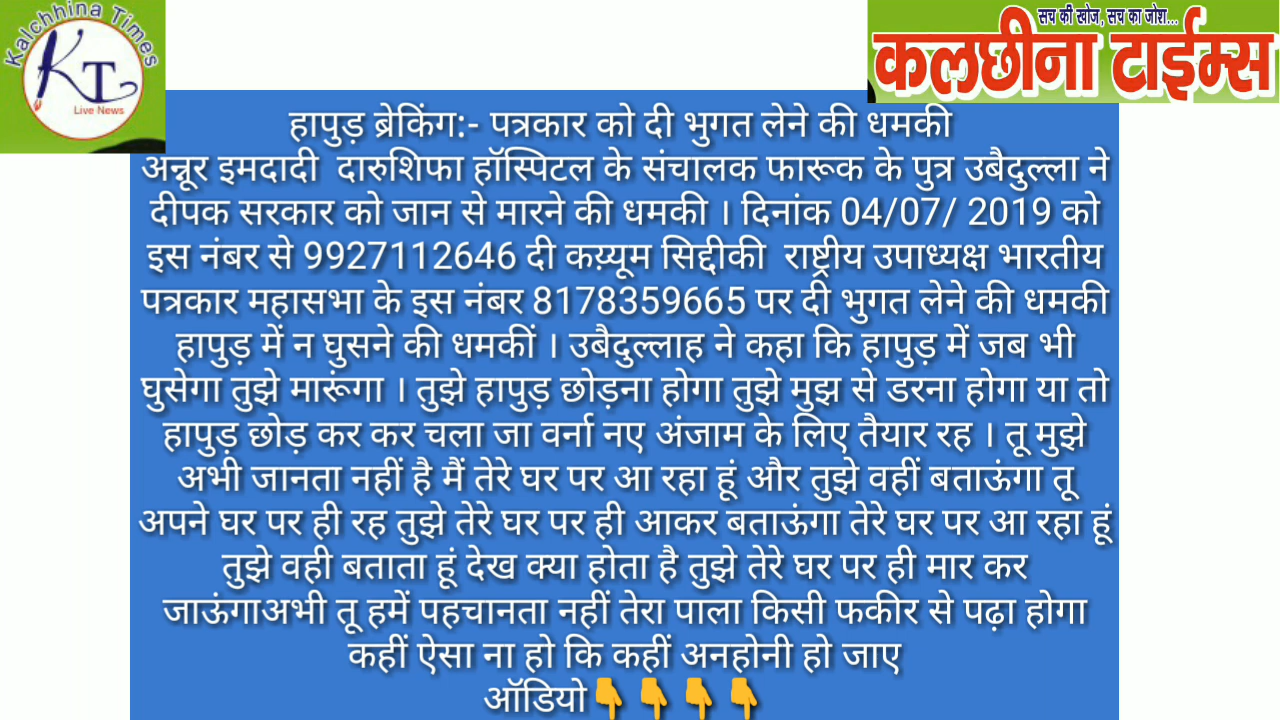 Kalchhina Times
KT
Live News
सच की खोज, सच का जोश...
कलछीना टाईम्स
हापुड़ ब्रेकिंग:- पत्रकार को दी भुगत लेने की धमकी
अन्नूर इमदादी दारुशिफा हॉस्पिटल के संचालक फारूक के पुत्र उबैदुल्ला ने
दीपक सरकार को जान से मारने की धमकी । दिनांक 04/07/ 2019 को
इस नंबर से 9927112646 दी कय़्यूम सिद्दीकी राष्ट्रीय उपाध्यक्ष भारतीय
पत्रकार महासभा के इस नंबर 8178359665 पर दी भुगत लेने की धमकी
हापुड़ में न घुसने की धमकीं । उबैदुल्लाह ने कहा कि हापुड़ में जब भी
घुसेगा तुझे मारूंगा । तुझे हापुड़ छोड़ना होगा तुझे मुझ से डरना होगा या तो
हापुड़ छोड़ कर कर चला जा वर्ना नए अंजाम के लिए तैयार रह । तू मुझे
अभी जानता नहीं है मैं तेरे घर पर आ रहा हूं और तुझे वहीं बताऊंगा तू
अपने घर पर ही रह तुझे तेरे घर पर ही आकर बताऊंगा तेरे घर पर आ रहा हूं
तुझे वही बताता हूं देख क्या होता है तुझे तेरे घर पर ही मार कर
जाऊंगाअभी तू हमें पहचानता नहीं तेरा पाला किसी फकीर से पढ़ा होगा
कहीं ऐसा ना हो कि कहीं अनहोनी हो जाए
ऑडियो👇👇👇👇